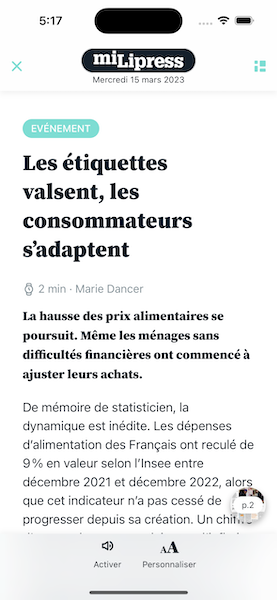 5:17
miLipress
Mercredi 15 mars 2023
EVÉNEMENT
Les étiquettes
valsent, les
consommateurs
s’adaptent
2 min · Marie Dancer
La hausse des prix alimentaires se
poursuit. Même les ménages sans
difficultés financières ont commencé à
ajuster leurs achats.
De mémoire de statisticien, la
dynamique est inédite. Les dépenses
d’alimentation des Français ont reculé de
9 % en valeur selon l’Insee entre
décembre 2021 et décembre 2022, alors
que cet indicateur n’a pas cessé de
progresser depuis sa création. Un chiffre
p.2
AA
Activer
Personnaliser